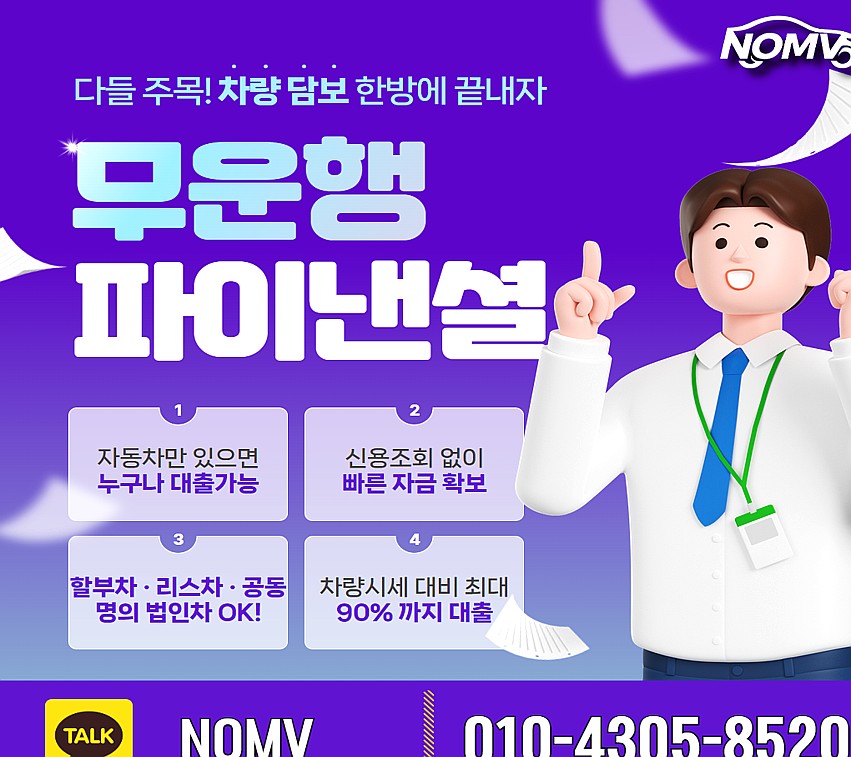 NOMV
다들 주목! 차량 담보 한방에 끝내자
무운행
파이낸셜
1
자동차만 있으면
누구나 대출가능
2
신용조회 없이
빠른 자금 확보
3
할부차 · 리스차 · 공동
명의 법인차 OK!
4
차량시세 대비 최대
90% 까지 대출
TALK
NOMV
010-4305-8520